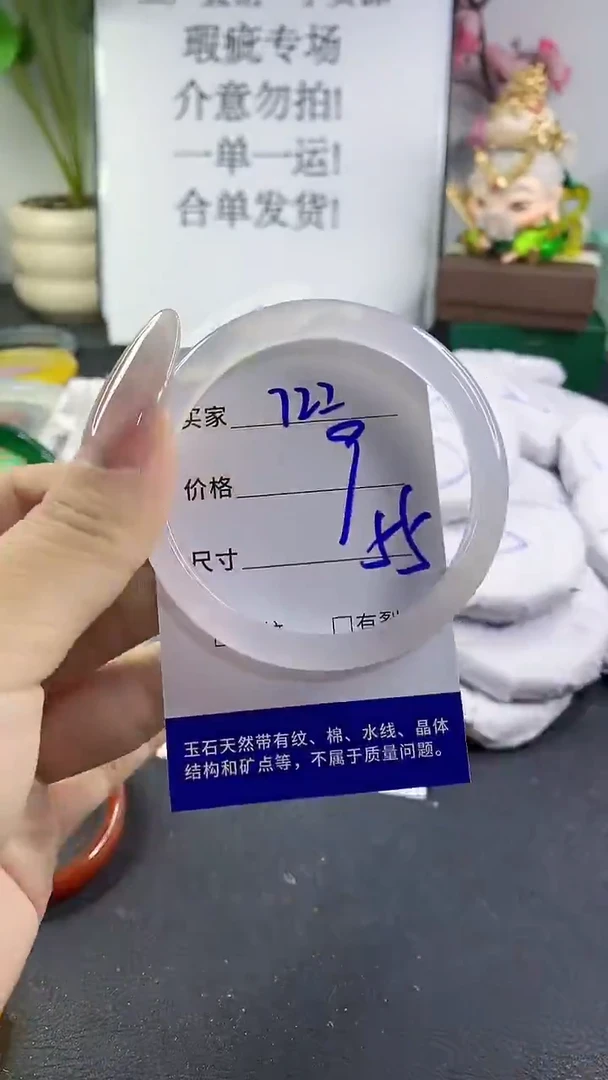 瑕疵专场
介意勿拍!
一单一运!
合单发货!
买家 722
价格 9
尺寸 55
□有裂
玉石天然带有纹、棉、水线、晶体
结构和矿点等，不属于质量问题。